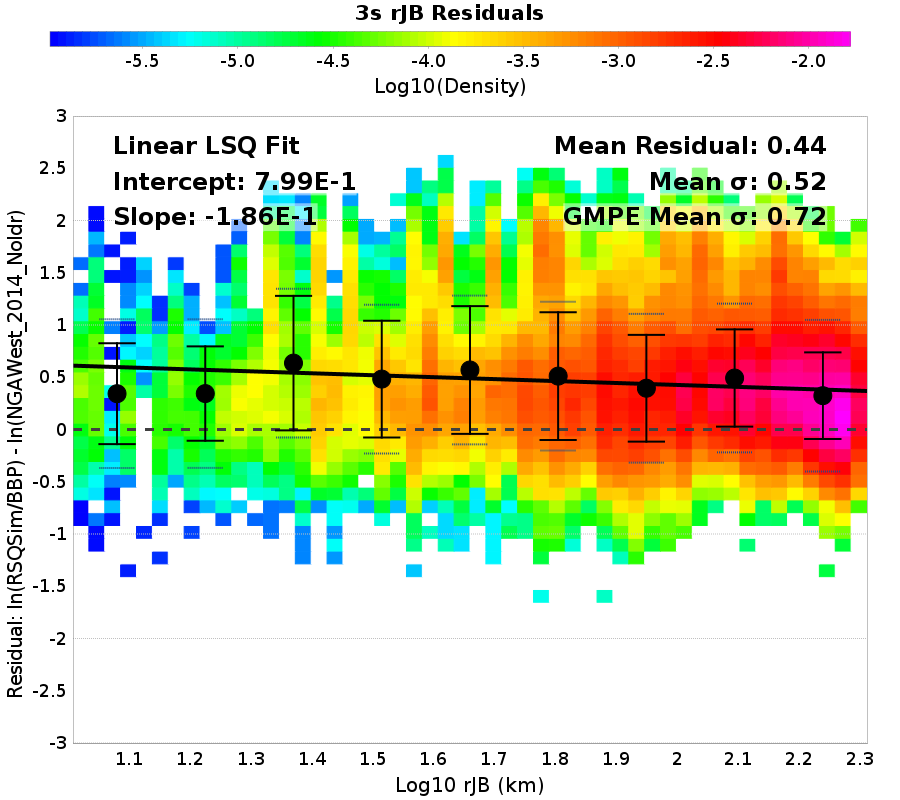 3s rJB Residuals
-5.5 -5.0 -4.5 -4.0 -3.5 -3.0 -2.5 -2.0
Log10(Density)
Linear LSQ Fit
Intercept: 7.99E-1
Slope: -1.86E-1
Mean Residual: 0.44
Mean σ: 0.52
GMPE Mean σ: 0.72
Residual: ln(RSQSim/BBP) - ln(NGAWest_2014_NoIdr)
3
2.5
2
1.5
1
0.5
0
-0.5
-1
-1.5
-2
-2.5
-3
1.1 1.2 1.3 1.4 1.5 1.6 1.7 1.8 1.9 2 2.1 2.2 2.3
Log10 rJB (km)